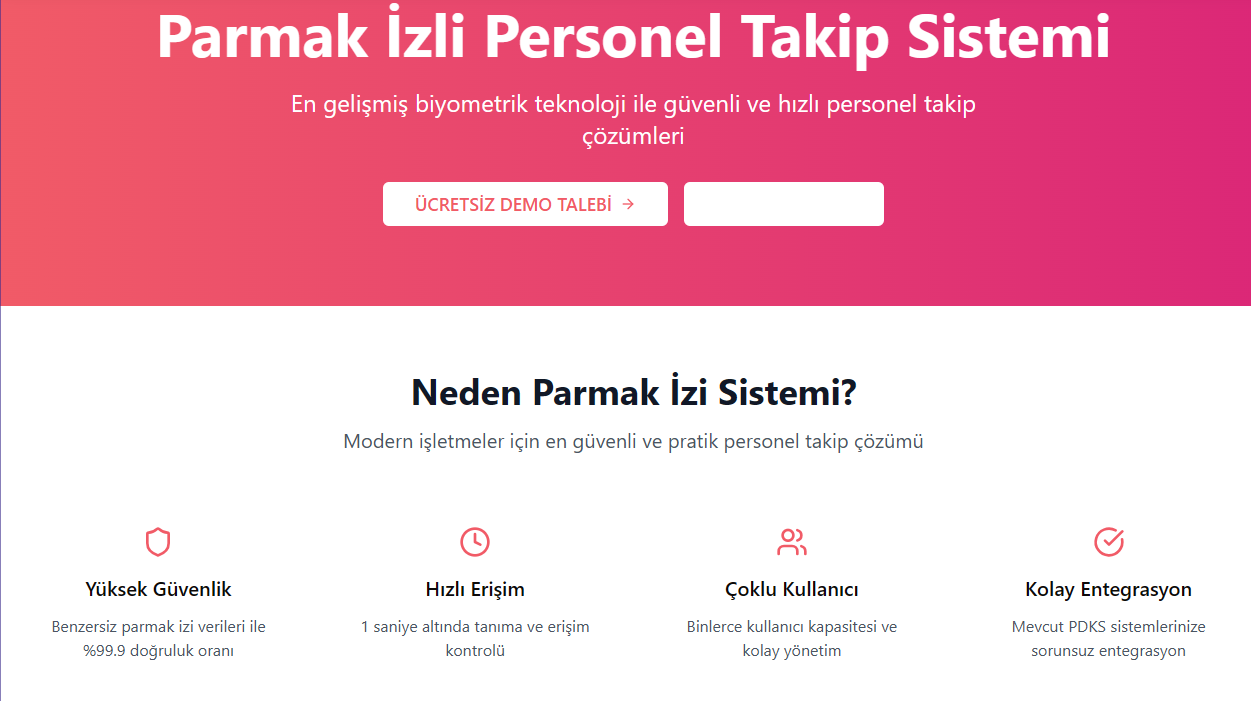 Parmak İzli Personel Takip Sistemi
En gelişmiş biyometrik teknoloji ile güvenli ve hızlı personel takip
çözümleri
ÜCRETSİZ DEMO TALEBİ →
Neden Parmak İzi Sistemi?
Modern işletmeler için en güvenli ve pratik personel takip çözümü
Yüksek Güvenlik
Benzersiz parmak izi verileri ile
%99.9 doğruluk oranı
Hızlı Erişim
1 saniye altında tanıma ve erişim
kontrolü
Çoklu Kullanıcı
Binlerce kullanıcı kapasitesi ve
kolay yönetim
Kolay Entegrasyon
Mevcut PDKS sistemlerinize
sorunsuz entegrasyon